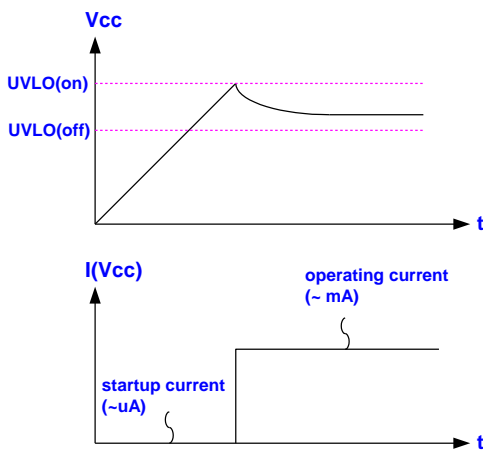 Vcc
UVLO(on)
UVLO(off)
t
I(Vcc)
operating current
(~ mA)
startup current
(~uA)
t